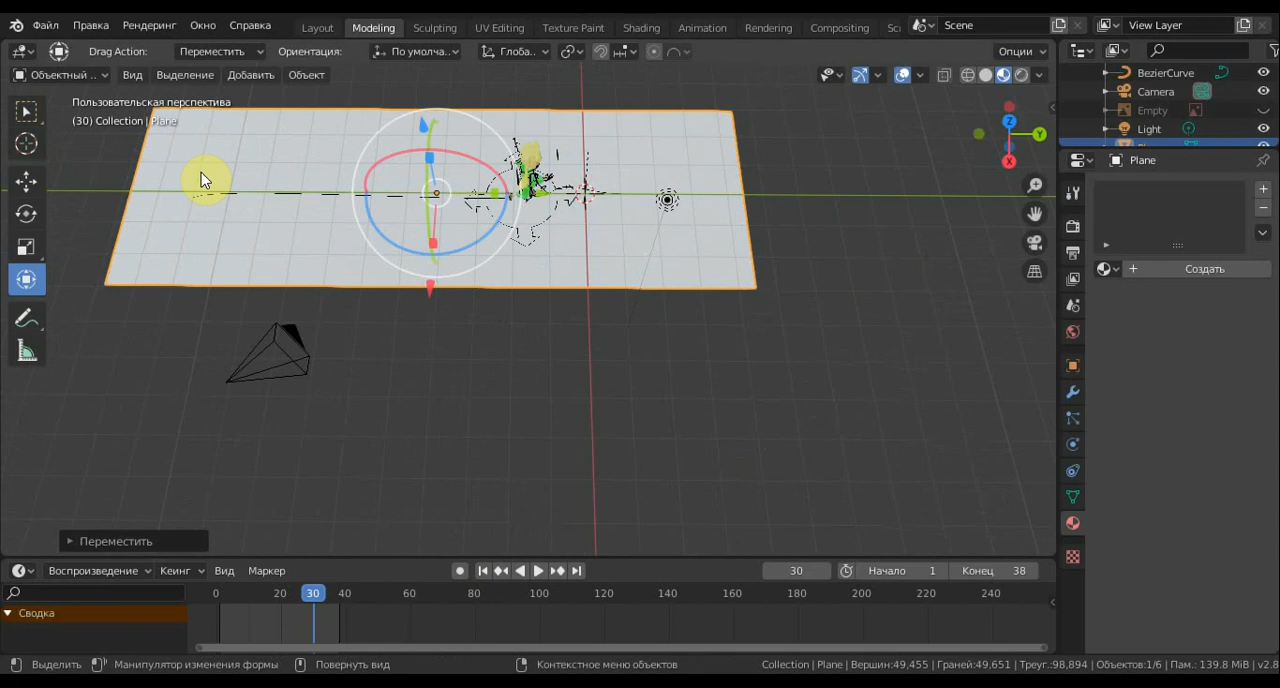 Файл Правка Рендеринг Окно Справка Layout Modeling Sculpting UV Editing Texture Paint Shading Animation Rendering Compositing Sc Scene View Layer
Drag Action: Переместить Ориентация: По умолча... Глоба... Опции
Объектный .. Вид Выделение Добавить Объект
BezierCurve
Camera
Empty
Light
Пользовательская перспектива
(30) Collection | Plane
Z
Y
X
Plane
Создать
Переместить
Воспроизведение Кеинг Вид Маркер 30 Начало 1 Конец 38
0 20 30 40 60 80 100 120 140 160 180 200 220 240
Сводка
Выделить Манипулятор изменения формы Повернуть вид Контекстное меню объектов Collection | Plane | Вершин:49,455 | Граней:49,651 | Треуг.:98,894 | Объектов:1/6 | Пам.: 139.8 MiB | v2.8